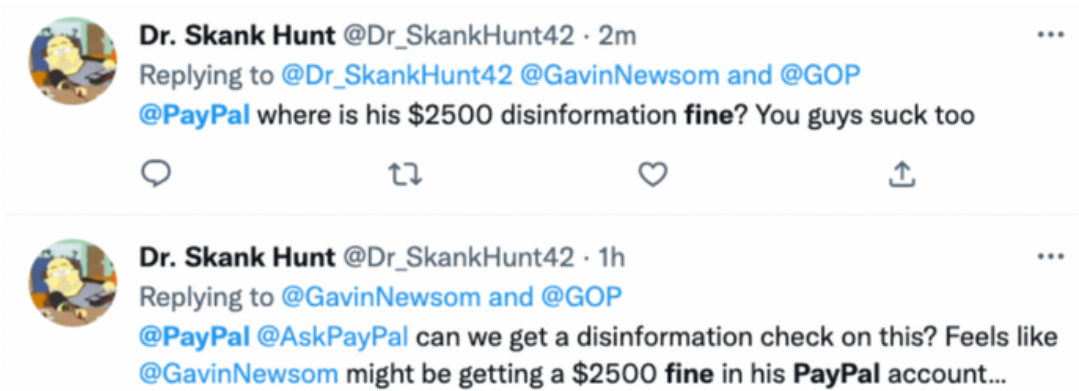 Dr. Skank Hunt @Dr_SkankHunt42 · 2m
Replying to @Dr_SkankHunt42 @GavinNewsom and @GOP
@PayPal where is his $2500 disinformation fine? You guys suck too
Dr. Skank Hunt @Dr_SkankHunt42 · 1h
Replying to @GavinNewsom and @GOP
@PayPal @AskPayPal can we get a disinformation check on this? Feels like
@GavinNewsom might be getting a $2500 fine in his PayPal account...